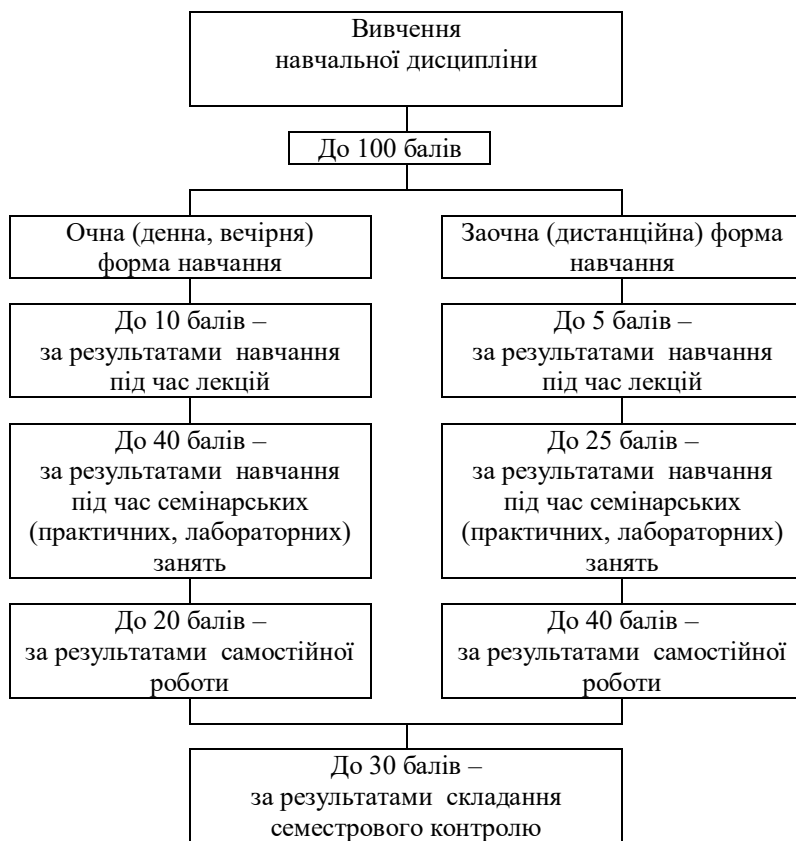 Вивчення
навчальної дисципліни
До 100 балів
Очна (денна, вечірня)
форма навчання
Заочна (дистанційна) форма
навчання
До 10 балів –
за результатами навчання
під час лекцій
До 5 балів –
за результатами навчання
під час лекцій
До 40 балів –
за результатами навчання
під час семінарських
(практичних, лабораторних)
занять
До 25 балів –
за результатами навчання
під час семінарських
(практичних, лабораторних)
занять
До 20 балів –
за результатами самостійної
роботи
До 40 балів –
за результатами самостійної
роботи
До 30 балів –
за результатами складання
семестрового контролю